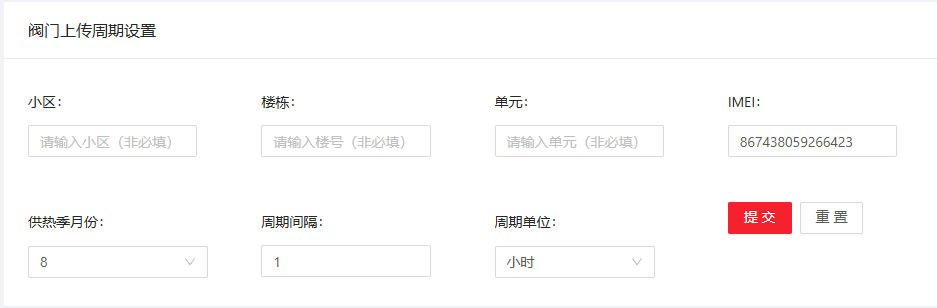 阀门上传周期设置
小区：
楼栋：
单元：
IMEI：
请输入小区（非必填）
请输入楼号（非必填）
请输入单元（非必填）
867438059266423
供热季月份：
周期间隔：
周期单位：
提 交
重 置
8
1
小时